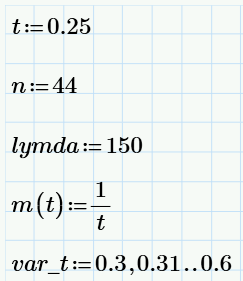 t:=0.25
n:=44
lymda:=150
m(t):=1/t
var_t:=0.3,0.31..0.6